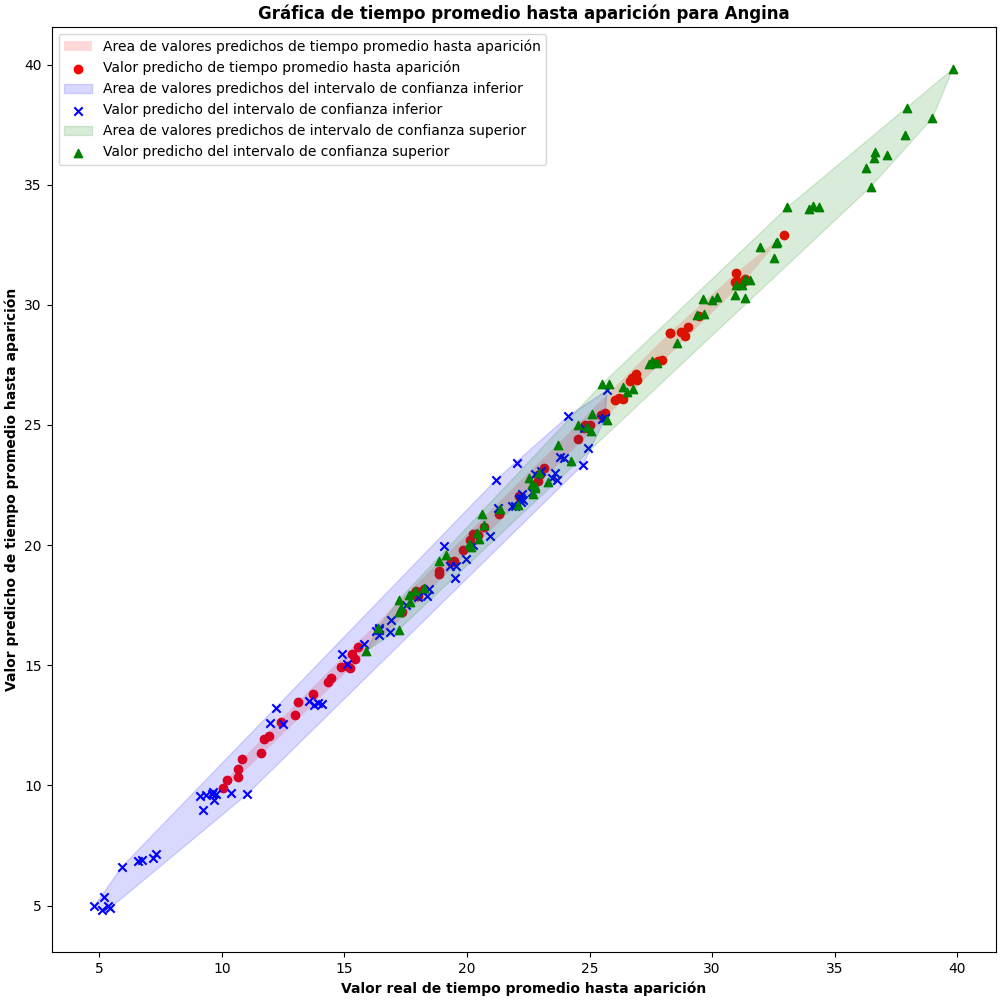 Gráfica de tiempo promedio hasta aparición para Angina
Area de valores predichos de tiempo promedio hasta aparición
Valor predicho de tiempo promedio hasta aparición
Area de valores predichos del intervalo de confianza inferior
Valor predicho del intervalo de confianza inferior
Area de valores predichos de intervalo de confianza superior
Valor predicho del intervalo de confianza superior
Valor predicho de tiempo promedio hasta aparición
40
35
30
25
20
15
10
5
5 10 15 20 25 30 35 40
Valor real de tiempo promedio hasta aparición